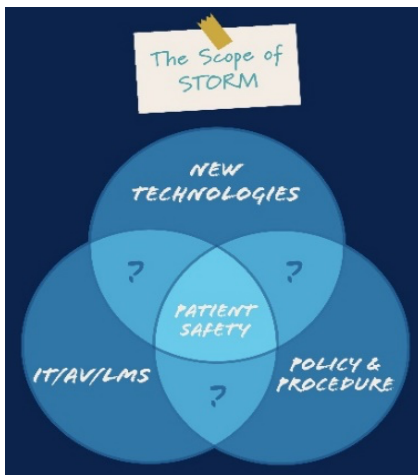 The Scope of
STORM
NEW
TECHNOLOGIES
?
?
PATIENT
SAFETY
IT/AV/LMS
POLICY &
PROCEDURE
?